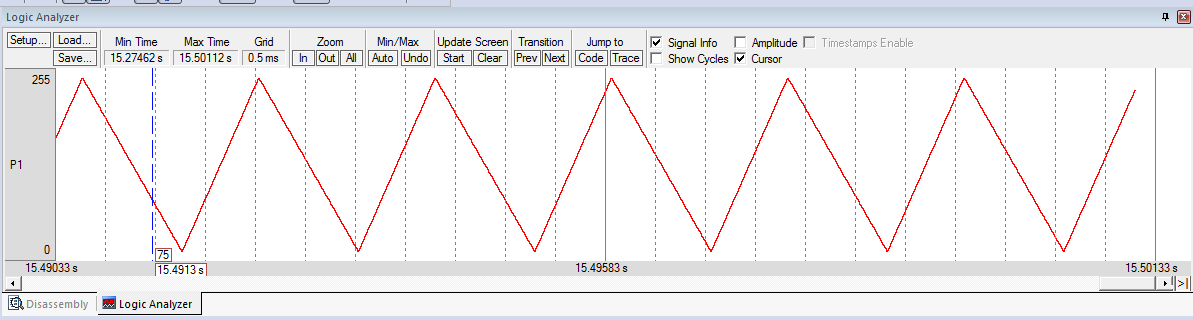 Logic Analyzer
Setup... Load... Min Time Max Time Grid Zoom Min/Max Update Screen Transition Jump to Signal Info Amplitude Timestamps Enable
Save... 15.27462 s 15.50112 s 0.5 ms In Out All Auto Undo Start Clear Prev Next Code Trace Show Cycles Cursor
255
P1
0
75
15.49033 s 15.4913 s 15.49583 s 15.50133 s
>|
Disassembly Logic Analyzer